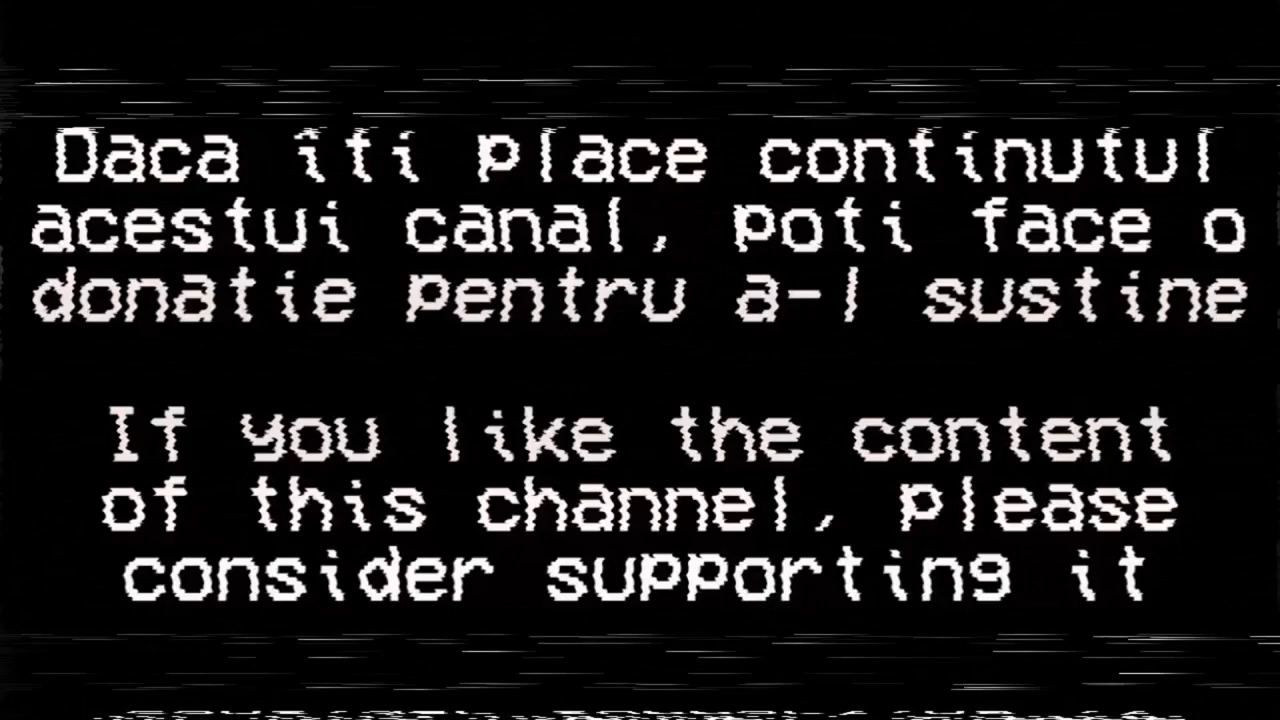 Daca îti place continutul
acestui canal, poti face o
donatie pentru a-l sustine
If you like the content
of this channel, please
consider supporting it